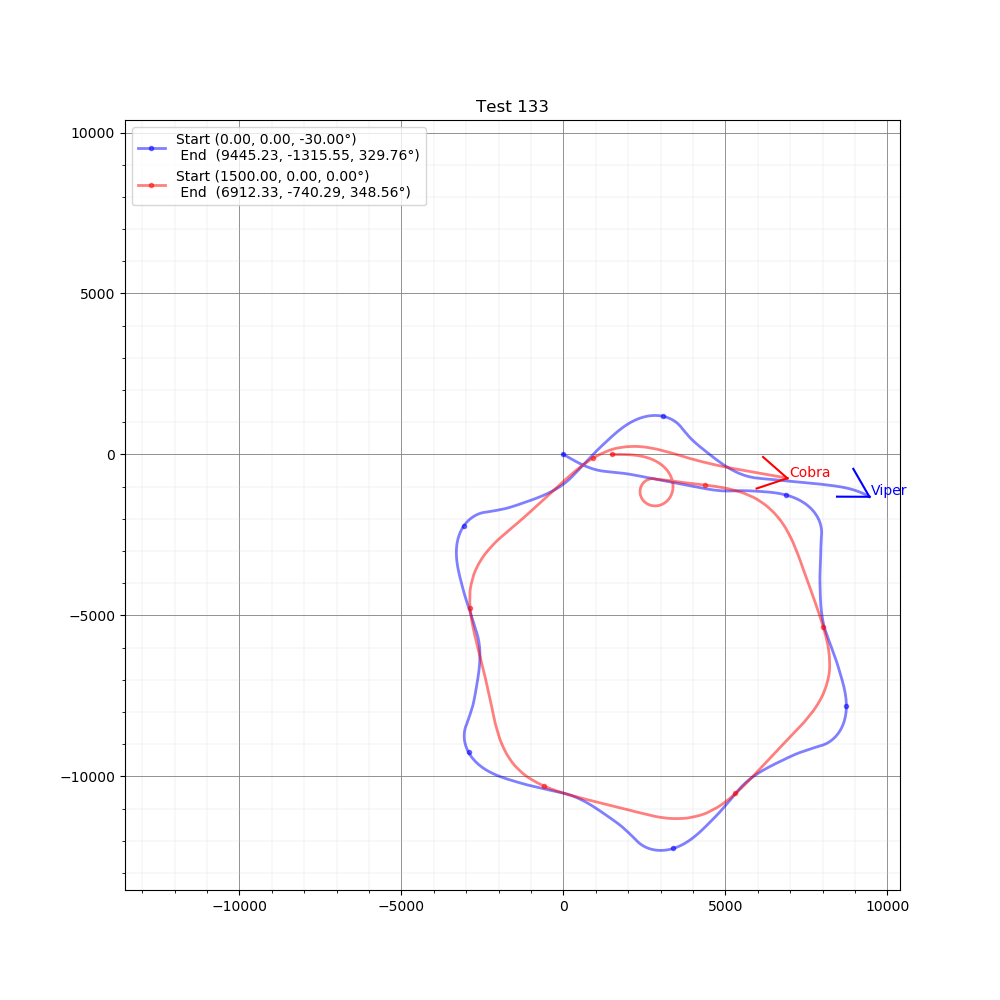 Test 133
Start (0.00, 0.00, -30.00°)
End (9445.23, -1315.55, 329.76°)
Start (1500.00, 0.00, 0.00°)
End (6912.33, -740.29, 348.56°)
10000
5000
0
−5000
−10000
Cobra
Viper
−10000
−5000
0
5000
10000